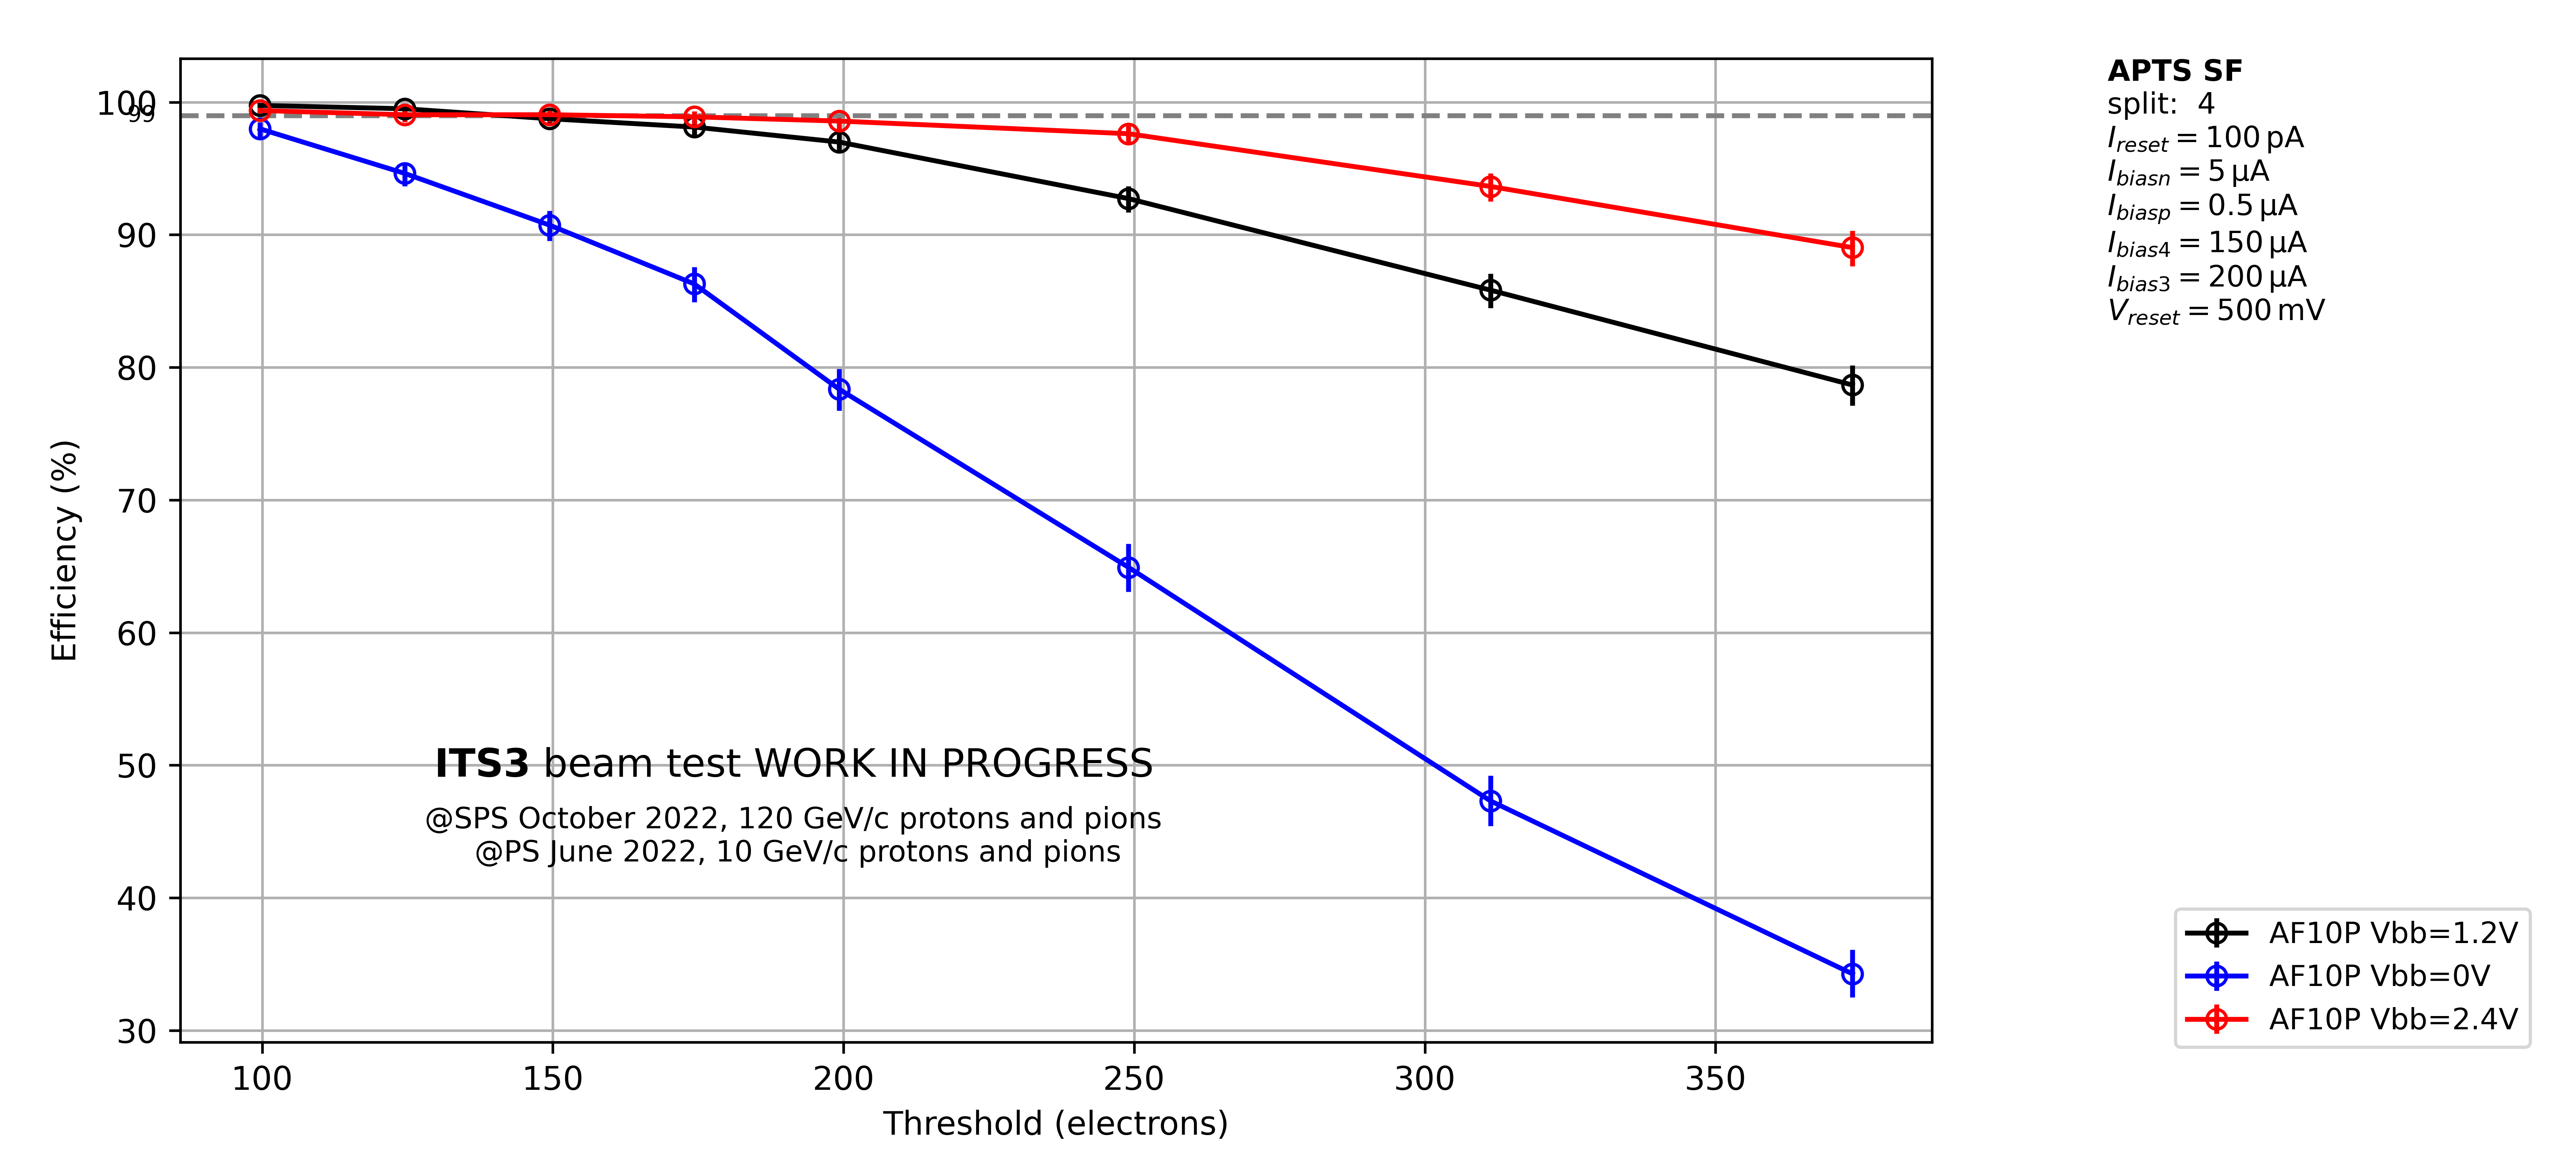 100
99
90
80
70
60
50
40
30
Efficiency (%)
100 150 200 250 300 350
Threshold (electrons)
ITS3 beam test WORK IN PROGRESS
@SPS October 2022, 120 GeV/c protons and pions
@PS June 2022, 10 GeV/c protons and pions
APTS SF
split: 4
I_reset = 100 pA
I_biasn = 5 μA
I_biasp = 0.5 μA
I_bias4 = 150 μA
I_bias3 = 200 μA
V_reset = 500 mV
AF10P Vbb=1.2V
AF10P Vbb=0V
AF10P Vbb=2.4V